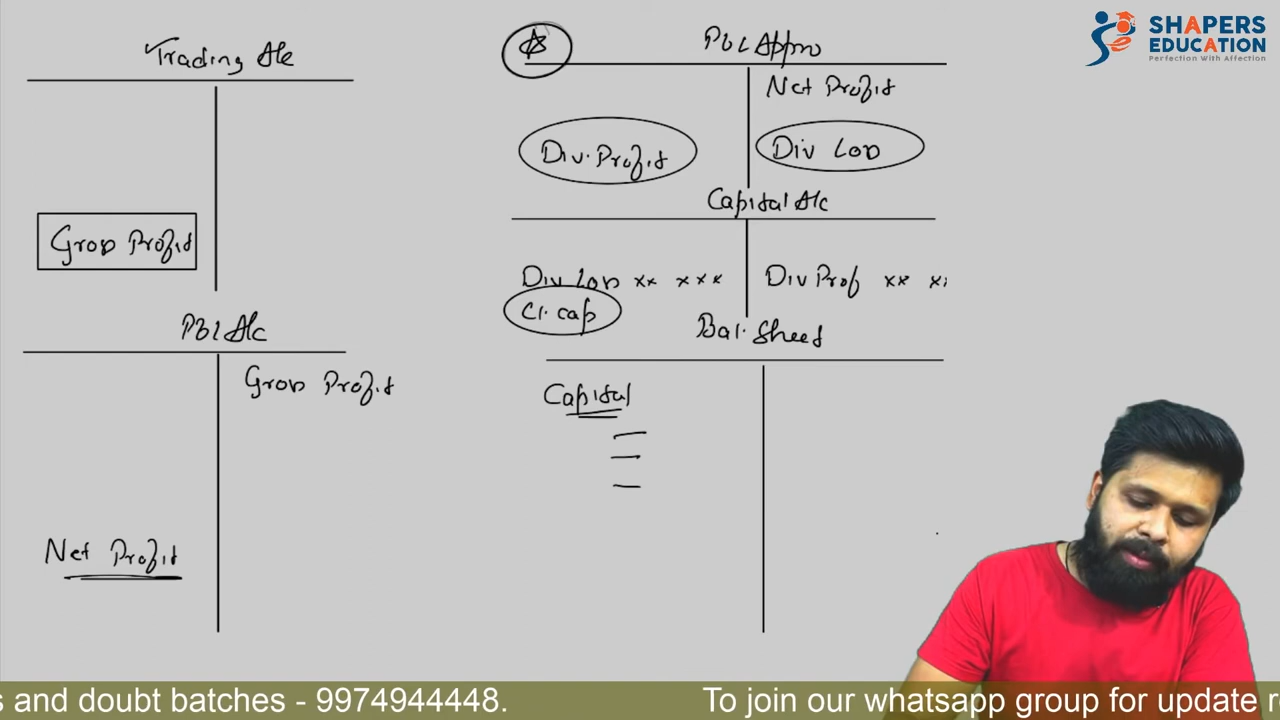 Trading A/c
Gross Profit
P&L A/c
Gross Profit
Net Profit
P&L Appro
Net Profit
Div. Profit
Div Loss
Capital A/c
Div Loss xx xxx
Div Prof xx xx
Cl. cap
Bal. Sheet
Capital
SHAPERS
EDUCATION
Perfection With Affection
s and doubt batches - 9974944448.
To join our whatsapp group for update r